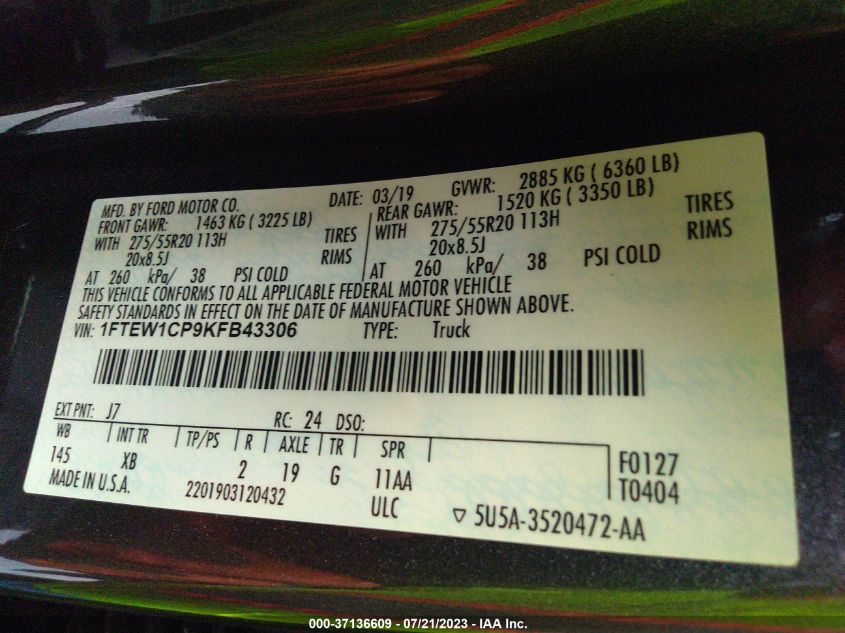 MFD. BY FORD MOTOR CO. DATE: 03/19 GVWR: 2885 KG ( 6360 LB)
FRONT GAWR: 1463 KG ( 3225 LB) REAR GAWR: 1520 KG ( 3350 LB)
WITH 275/55R20 113H TIRES WITH 275/55R20 113H TIRES
20x8.5J RIMS 20x8.5J RIMS
AT 260 kPa/ 38 PSI COLD AT 260 kPa/ 38 PSI COLD
THIS VEHICLE CONFORMS TO ALL APPLICABLE FEDERAL MOTOR VEHICLE
SAFETY STANDARDS IN EFFECT ON THE DATE OF MANUFACTURE SHOWN ABOVE.
VIN: 1FTEW1CP9KFB43306 TYPE: Truck
EXT PNT: J7 RC: 24 DSO:
WB INT TR TP/PS R AXLE TR SPR
145 XB 2 19 G 11AA F0127
MADE IN U.S.A. 2201903120432 ULC T0404
5U5A-3520472-AA
000-37136609 - 07/21/2023 - IAA Inc.